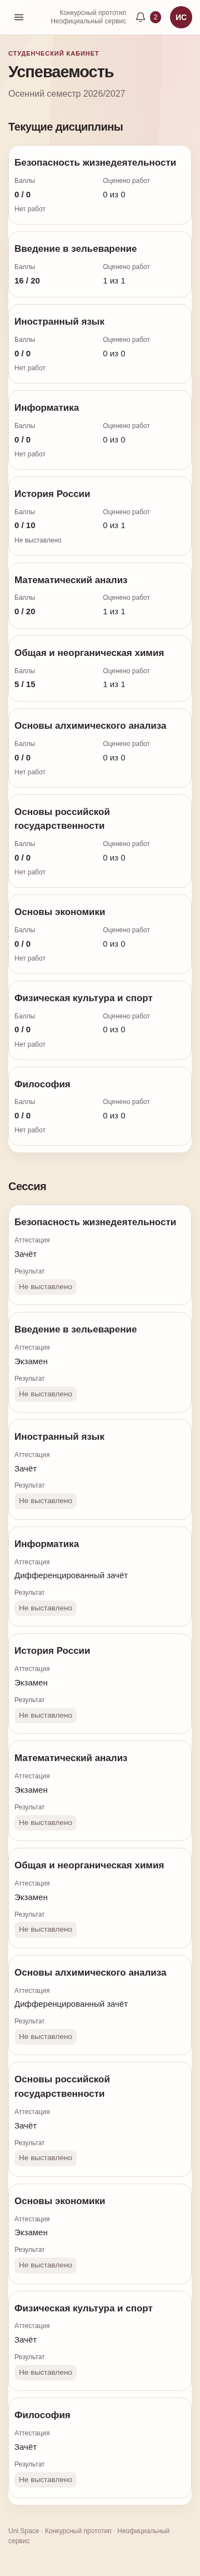 Конкурсный прототип
Неофициальный сервис
2
ИС
СТУДЕНЧЕСКИЙ КАБИНЕТ
Успеваемость
Осенний семестр 2026/2027
Текущие дисциплины
Безопасность жизнедеятельности
Баллы Оценено работ
0 / 0 0 из 0
Нет работ
Введение в зельеварение
Баллы Оценено работ
16 / 20 1 из 1
Иностранный язык
Баллы Оценено работ
0 / 0 0 из 0
Нет работ
Информатика
Баллы Оценено работ
0 / 0 0 из 0
Нет работ
История России
Баллы Оценено работ
0 / 10 0 из 1
Не выставлено
Математический анализ
Баллы Оценено работ
0 / 20 1 из 1
Общая и неорганическая химия
Баллы Оценено работ
5 / 15 1 из 1
Основы алхимического анализа
Баллы Оценено работ
0 / 0 0 из 0
Нет работ
Основы российской
государственности
Баллы Оценено работ
0 / 0 0 из 0
Нет работ
Основы экономики
Баллы Оценено работ
0 / 0 0 из 0
Нет работ
Физическая культура и спорт
Баллы Оценено работ
0 / 0 0 из 0
Нет работ
Философия
Баллы Оценено работ
0 / 0 0 из 0
Нет работ
Сессия
Безопасность жизнедеятельности
Аттестация
Зачёт
Результат
Не выставлено
Введение в зельеварение
Аттестация
Экзамен
Результат
Не выставлено
Иностранный язык
Аттестация
Зачёт
Результат
Не выставлено
Информатика
Аттестация
Дифференцированный зачёт
Результат
Не выставлено
История России
Аттестация
Экзамен
Результат
Не выставлено
Математический анализ
Аттестация
Экзамен
Результат
Не выставлено
Общая и неорганическая химия
Аттестация
Экзамен
Результат
Не выставлено
Основы алхимического анализа
Аттестация
Дифференцированный зачёт
Результат
Не выставлено
Основы российской
государственности
Аттестация
Зачёт
Результат
Не выставлено
Основы экономики
Аттестация
Экзамен
Результат
Не выставлено
Физическая культура и спорт
Аттестация
Зачёт
Результат
Не выставлено
Философия
Аттестация
Зачёт
Результат
Не выставлено
Uni Space · Конкурсный прототип · Неофициальный
сервис